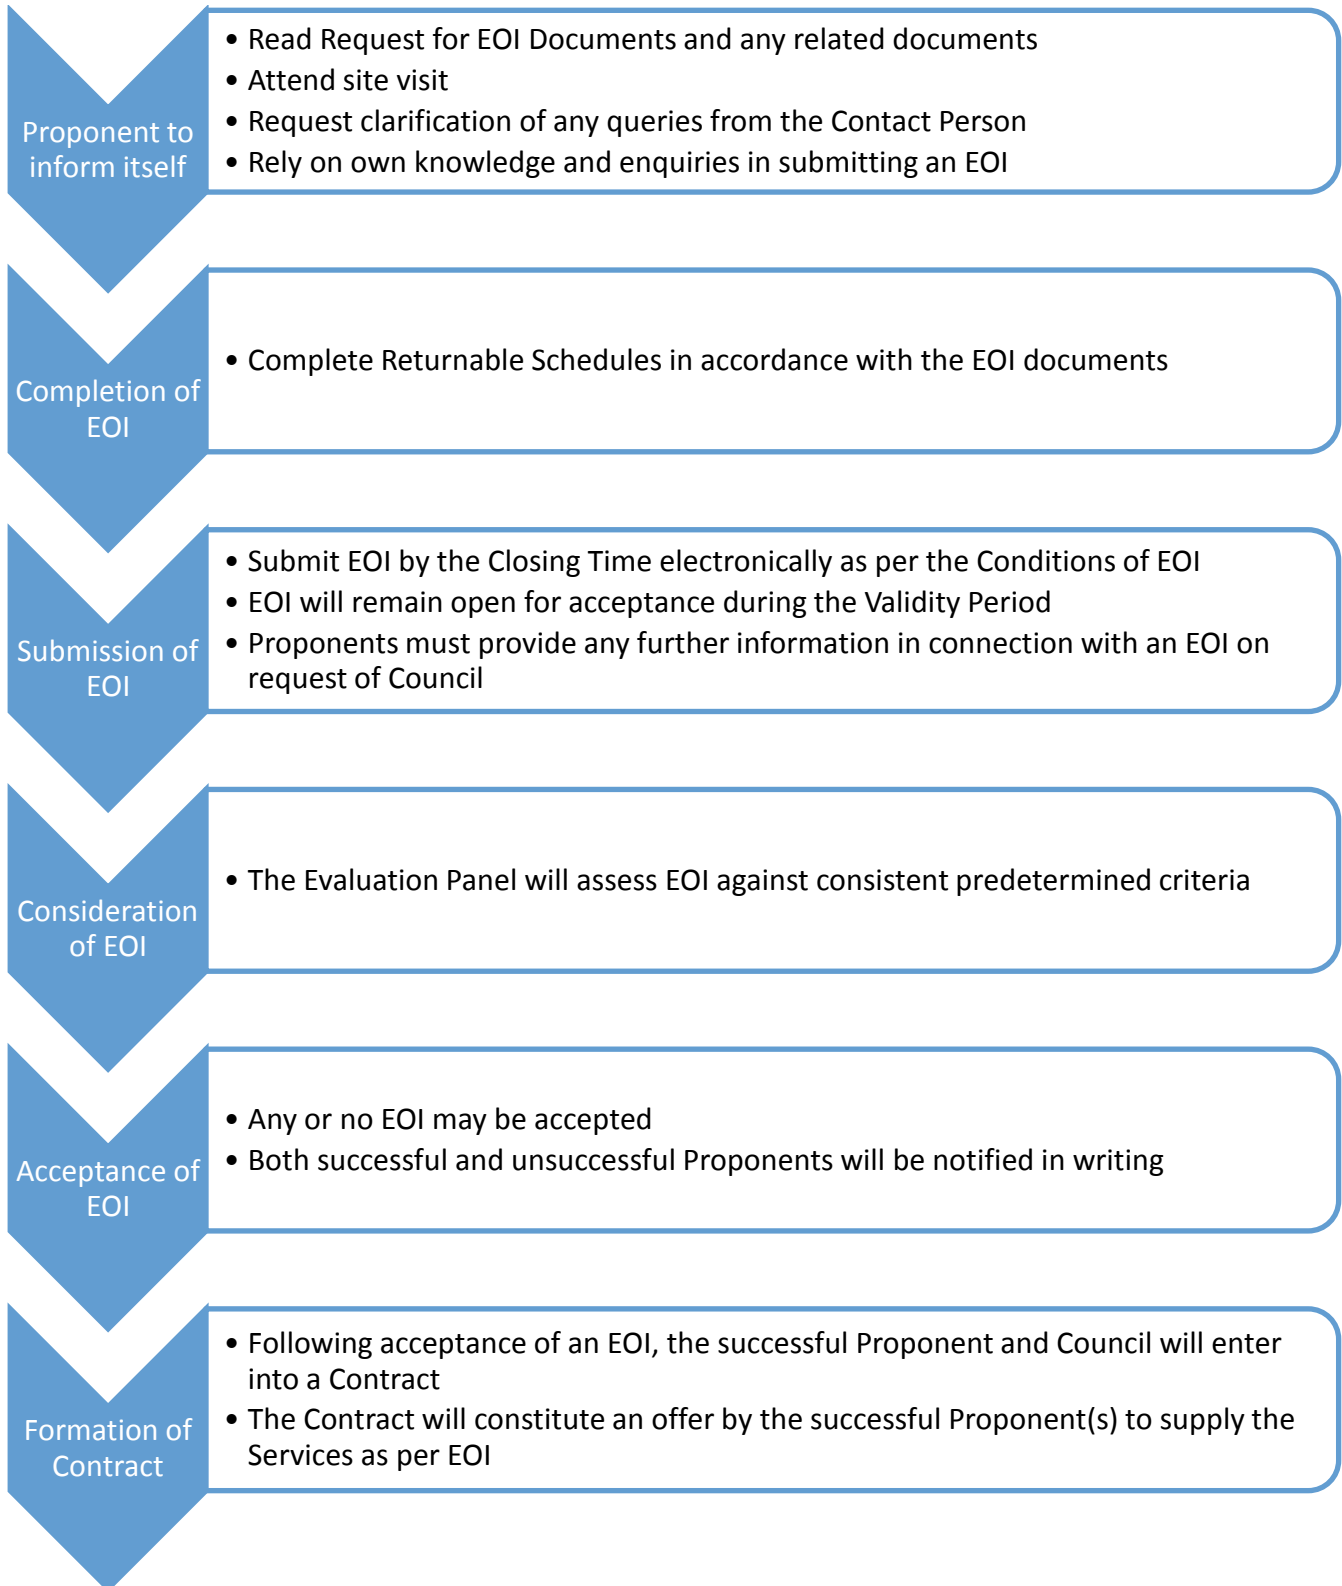 Proponent to
inform itself
• Read Request for EOI Documents and any related documents
• Attend site visit
• Request clarification of any queries from the Contact Person
• Rely on own knowledge and enquiries in submitting an EOI
Completion of
EOI
• Complete Returnable Schedules in accordance with the EOI documents
Submission of
EOI
• Submit EOI by the Closing Time electronically as per the Conditions of EOI
• EOI will remain open for acceptance during the Validity Period
• Proponents must provide any further information in connection with an EOI on
request of Council
Consideration
of EOI
• The Evaluation Panel will assess EOI against consistent predetermined criteria
Acceptance of
EOI
• Any or no EOI may be accepted
• Both successful and unsuccessful Proponents will be notified in writing
Formation of
Contract
• Following acceptance of an EOI, the successful Proponent and Council will enter
into a Contract
• The Contract will constitute an offer by the successful Proponent(s) to supply the
Services as per EOI